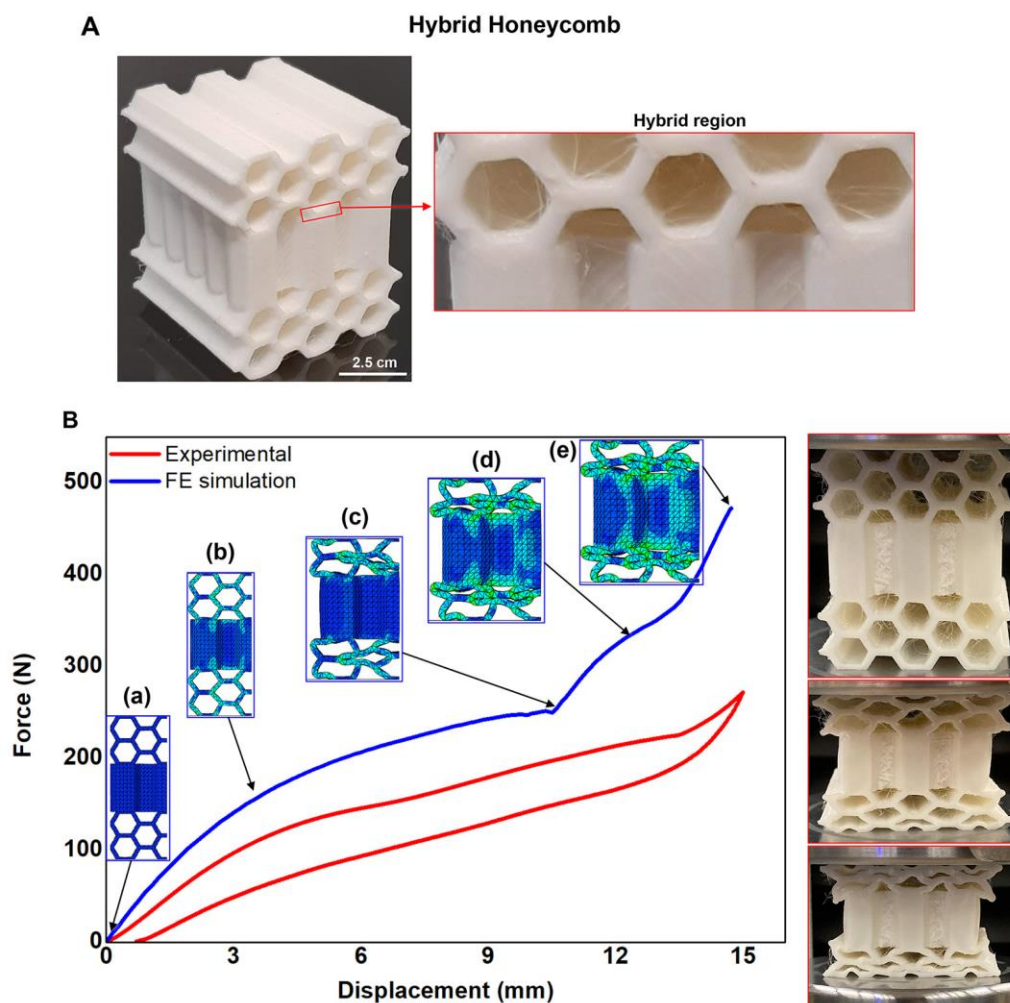 A
Hybrid Honeycomb
Hybrid region
2.5 cm
B
Experimental
FE simulation
(a)
(b)
(c)
(d)
(e)
Force (N)
500
400
300
200
100
0
0 3 6 9 12 15
Displacement (mm)